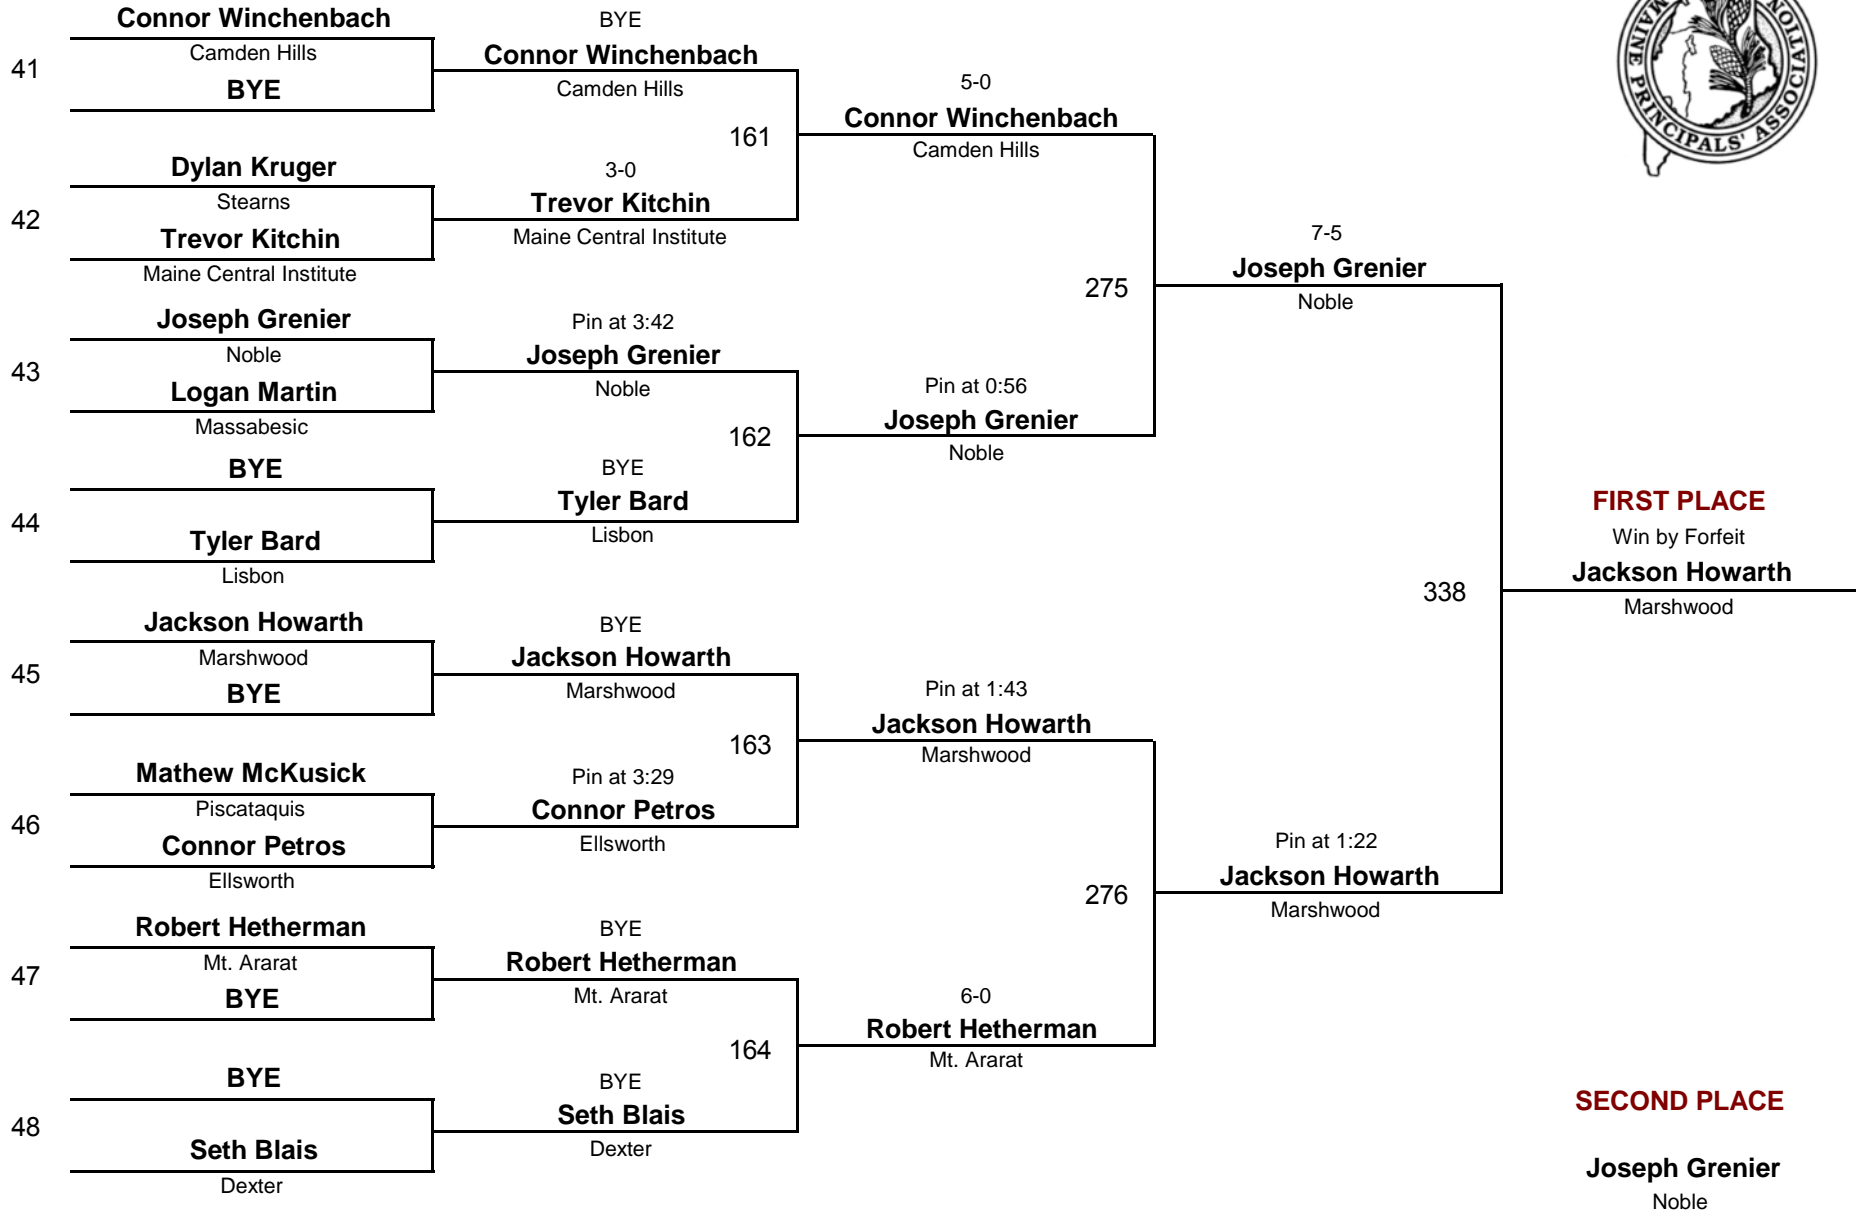 Connor Winchenbach
41
Camden Hills
BYE
BYE
Connor Winchenbach
Camden Hills
Dylan Kruger
42
Stearns
Trevor Kitchin
Maine Central Institute
161
3-0
Trevor Kitchin
Maine Central Institute
5-0
Connor Winchenbach
Camden Hills
Joseph Grenier
43
Noble
Logan Martin
Massabesic
Pin at 3:42
Joseph Grenier
Noble
BYE
44
Tyler Bard
Lisbon
162
BYE
Tyler Bard
Lisbon
Pin at 0:56
Joseph Grenier
Noble
275
7-5
Joseph Grenier
Noble
Jackson Howarth
45
Marshwood
BYE
BYE
Jackson Howarth
Marshwood
Mathew McKusick
46
Piscataquis
Connor Petros
Ellsworth
163
Pin at 3:29
Connor Petros
Ellsworth
Pin at 1:43
Jackson Howarth
Marshwood
Robert Hetherman
47
Mt. Ararat
BYE
BYE
Robert Hetherman
Mt. Ararat
BYE
48
Seth Blais
Dexter
164
BYE
Seth Blais
Dexter
6-0
Robert Hetherman
Mt. Ararat
276
Pin at 1:22
Jackson Howarth
Marshwood
338
FIRST PLACE
Win by Forfeit
Jackson Howarth
Marshwood
SECOND PLACE
Joseph Grenier
Noble
MAINE PRINCIPALS' ASSOCIATION